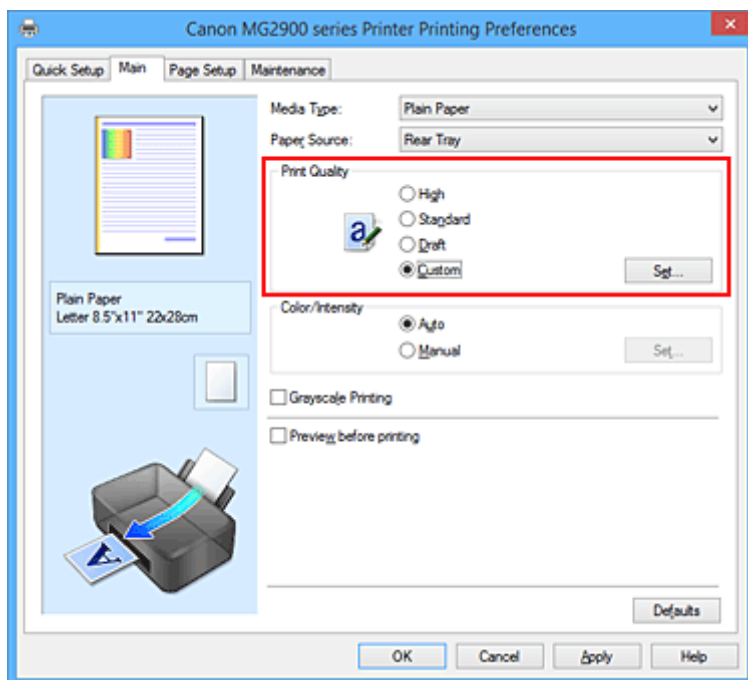 Canon MG2900 series Printer Printing Preferences
Quick Setup Main Page Setup Maintenance
Media Type: Plain Paper
Paper Source: Rear Tray
Print Quality
High
a Standard
Draft
Custom Set...
Plain Paper
Letter 8.5"x11" 22x28cm
Color/Intensity
Auto
Manual Set...
Grayscale Printing
Preview before printing
A
Defaults
OK Cancel Apply Help